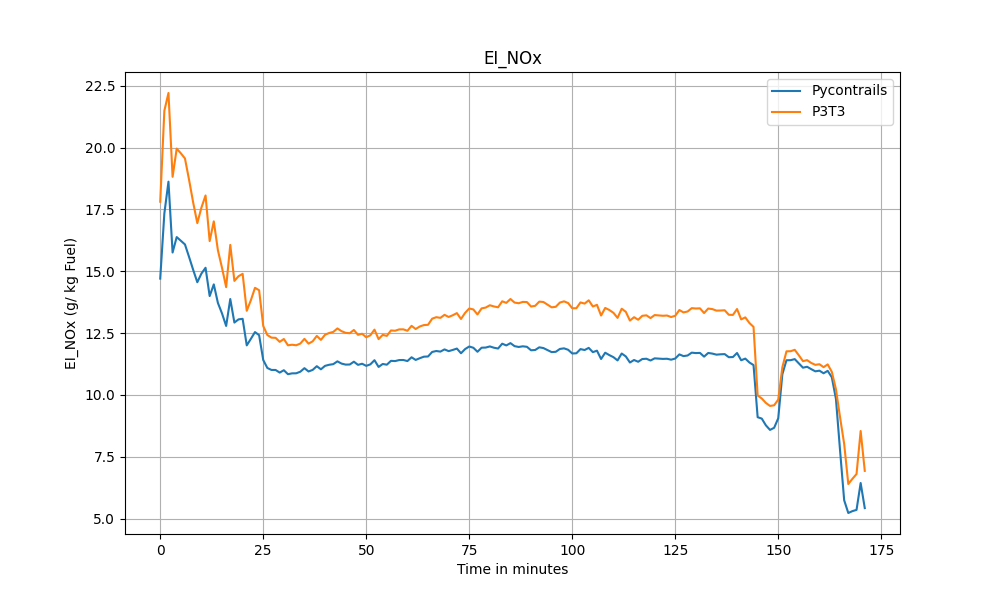 EI_NOx
Pycontrails
P3T3
EI_NOx (g/ kg Fuel)
22.5
20.0
17.5
15.0
12.5
10.0
7.5
5.0
0 25 50 75 100 125 150 175
Time in minutes